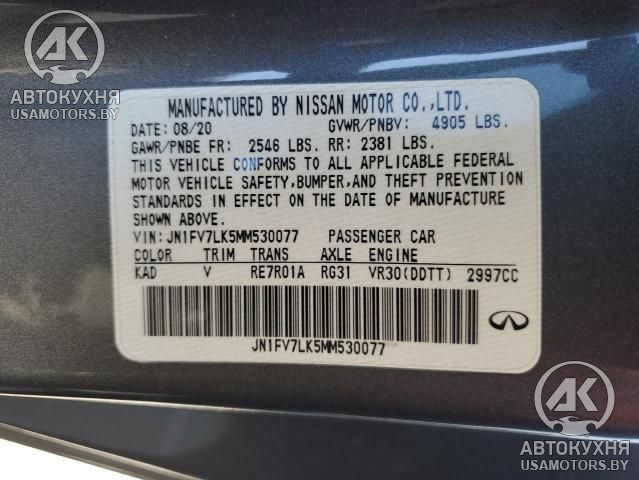 АВТОКУХНЯ
USAMOTORS.BY
MANUFACTURED BY NISSAN MOTOR CO.,LTD.
DATE: 08/20 GVWR/PNBV: 4905 LBS.
GAWR/PNBE FR: 2546 LBS. RR: 2381 LBS.
THIS VEHICLE CONFORMS TO ALL APPLICABLE FEDERAL
MOTOR VEHICLE SAFETY,BUMPER,AND THEFT PREVENTION
STANDARDS IN EFFECT ON THE DATE OF MANUFACTURE
SHOWN ABOVE.
VIN: JN1FV7LK5MM530077 PASSENGER CAR
COLOR TRIM TRANS AXLE ENGINE
KAD V RE7R01A RG31 VR30(DDTT) 2997CC
JN1FV7LK5MM530077
АВТОКУХНЯ
USAMOTORS.BY